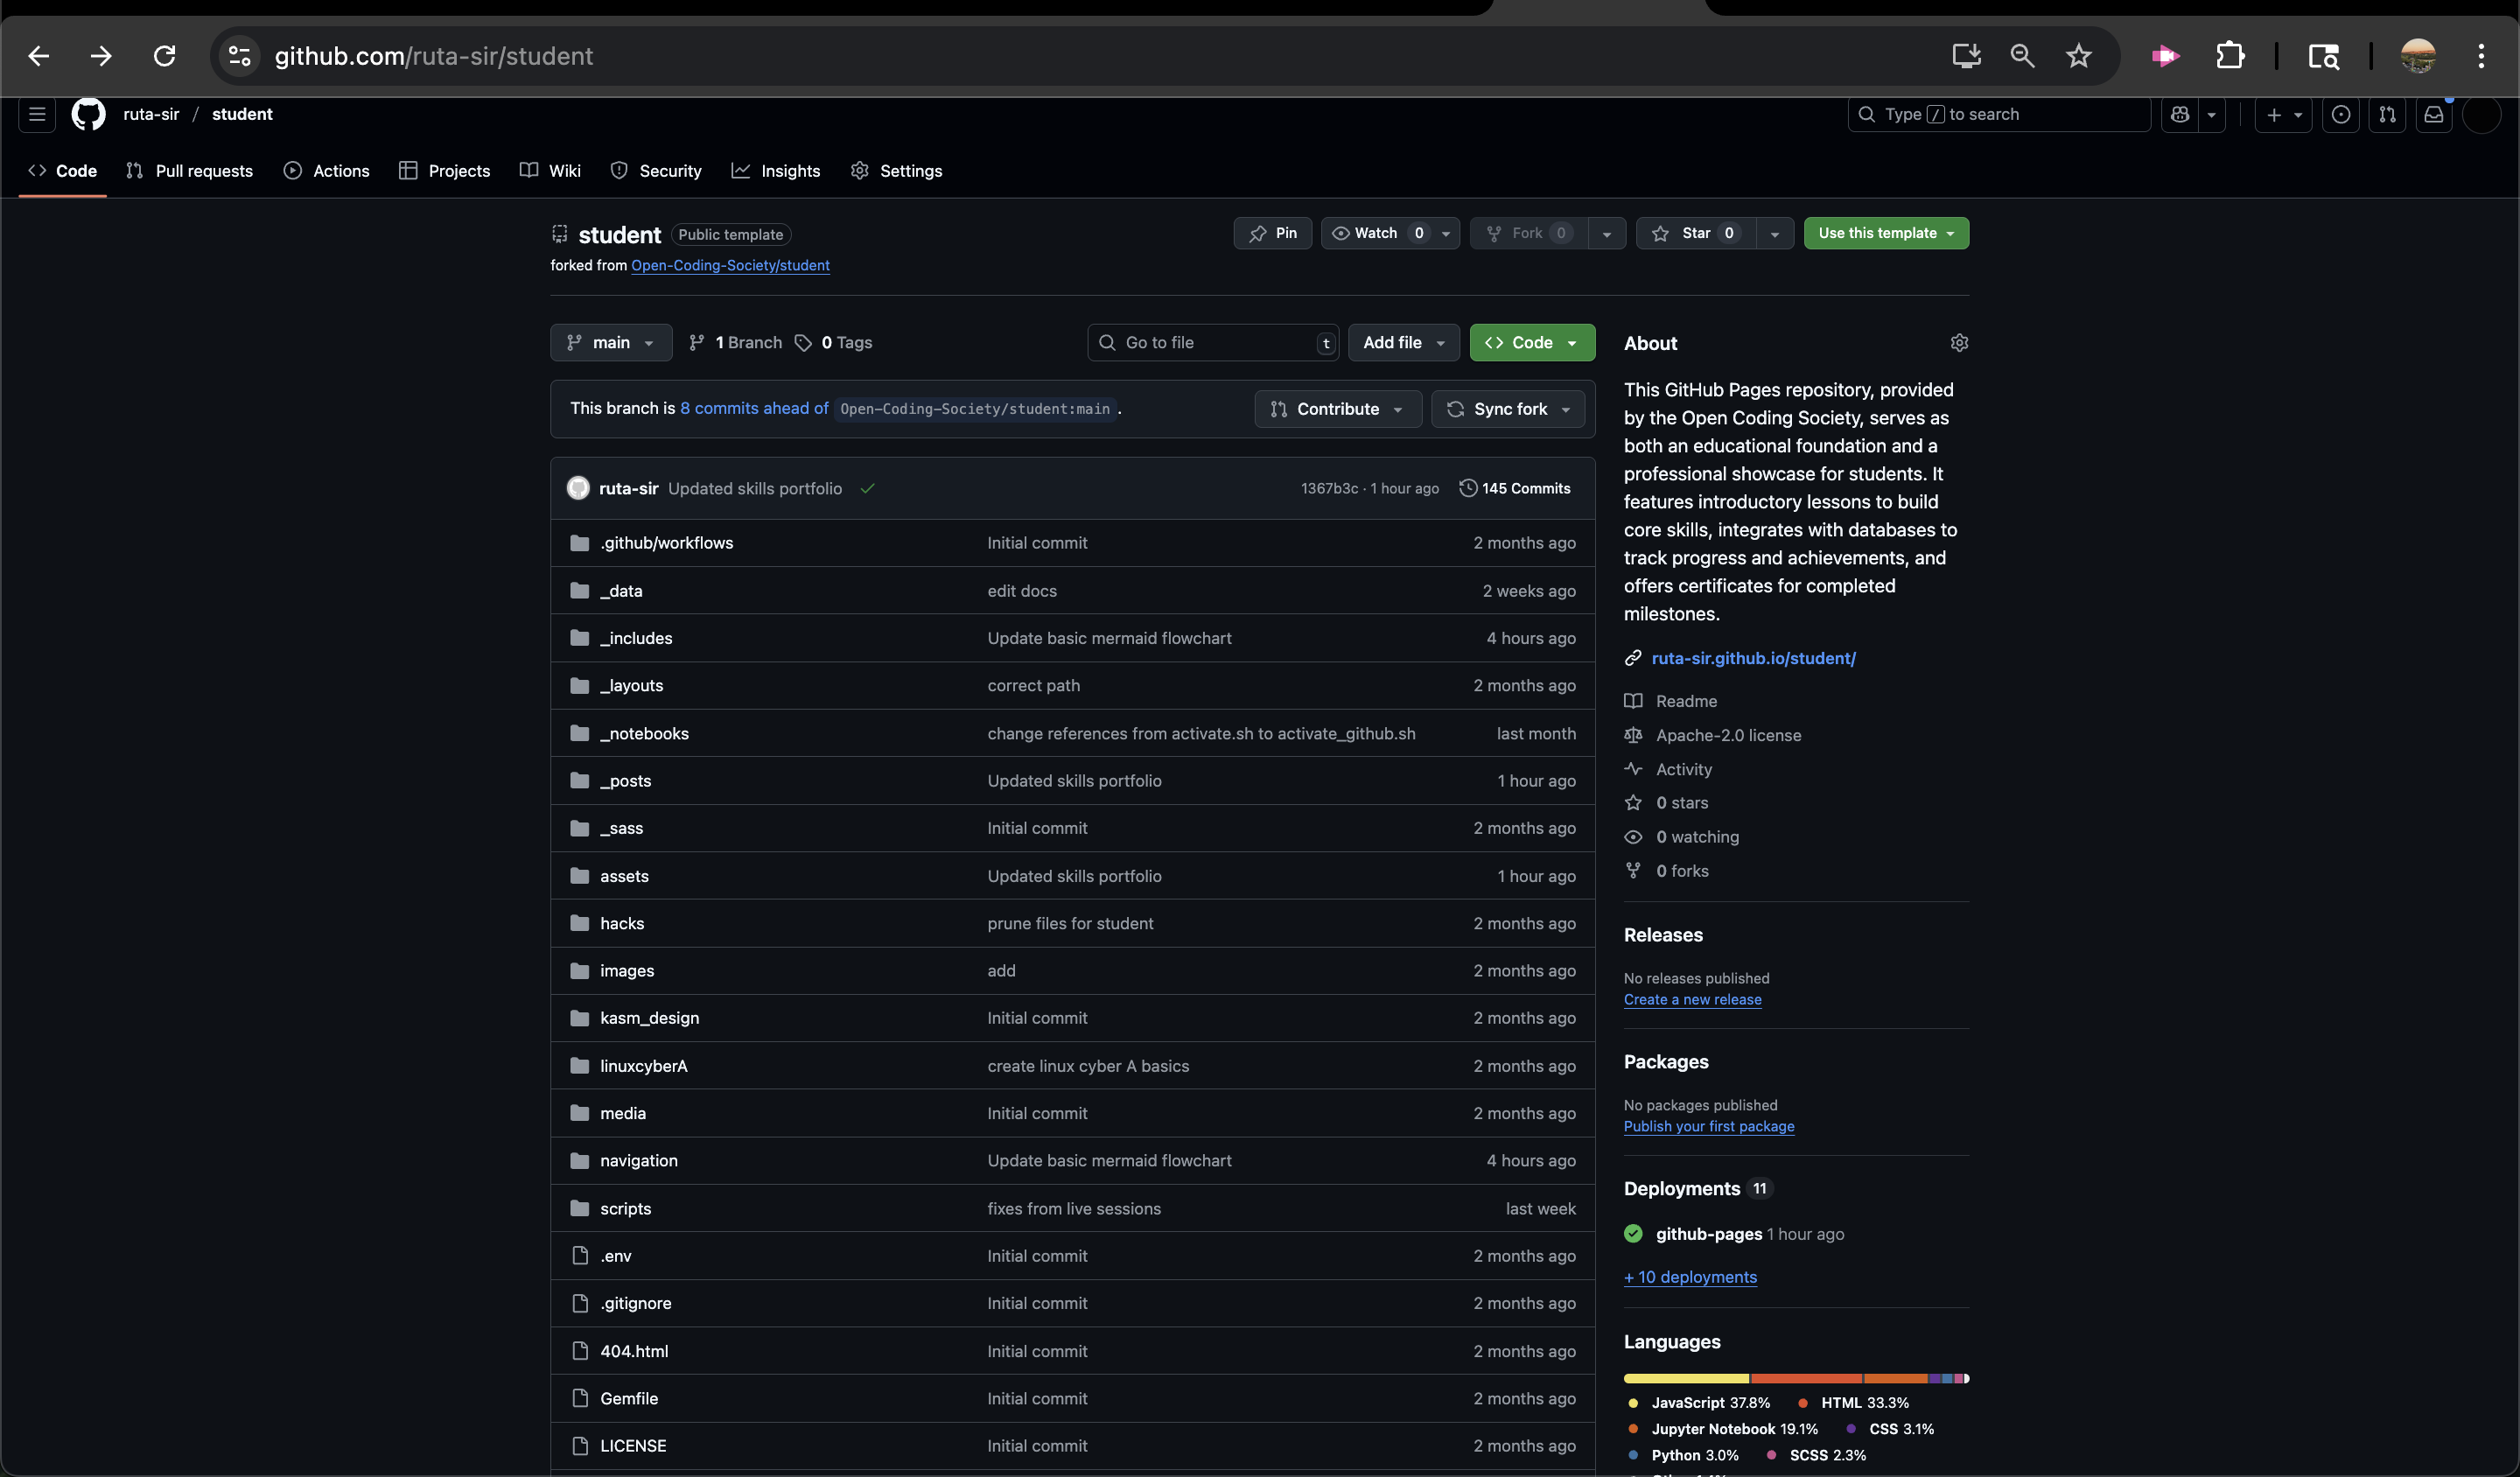 github.com/ruta-sir/student
ruta-sir / student
Type / to search
Code Pull requests Actions Projects Wiki Security Insights Settings
student Public template
Pin Watch 0 Fork 0 Star 0 Use this template
forked from Open-Coding-Society/student
main 1 Branch 0 Tags Go to file t Add file Code
This branch is 8 commits ahead of Open-Coding-Society/student:main .
Contribute Sync fork
ruta-sir Updated skills portfolio 1367b3c · 1 hour ago 145 Commits
.github/workflows Initial commit 2 months ago
_data edit docs 2 weeks ago
_includes Update basic mermaid flowchart 4 hours ago
_layouts correct path 2 months ago
_notebooks change references from activate.sh to activate_github.sh last month
_posts Updated skills portfolio 1 hour ago
_sass Initial commit 2 months ago
assets Updated skills portfolio 1 hour ago
hacks prune files for student 2 months ago
images add 2 months ago
kasm_design Initial commit 2 months ago
linuxcyberA create linux cyber A basics 2 months ago
media Initial commit 2 months ago
navigation Update basic mermaid flowchart 4 hours ago
scripts fixes from live sessions last week
.env Initial commit 2 months ago
.gitignore Initial commit 2 months ago
404.html Initial commit 2 months ago
Gemfile Initial commit 2 months ago
LICENSE Initial commit 2 months ago
About
This GitHub Pages repository, provided
by the Open Coding Society, serves as
both an educational foundation and a
professional showcase for students. It
features introductory lessons to build
core skills, integrates with databases to
track progress and achievements, and
offers certificates for completed
milestones.
ruta-sir.github.io/student/
Readme
Apache-2.0 license
Activity
0 stars
0 watching
0 forks
Releases
No releases published
Create a new release
Packages
No packages published
Publish your first package
Deployments 11
github-pages 1 hour ago
+ 10 deployments
Languages
JavaScript 37.8% HTML 33.3%
Jupyter Notebook 19.1% CSS 3.1%
Python 3.0% SCSS 2.3%